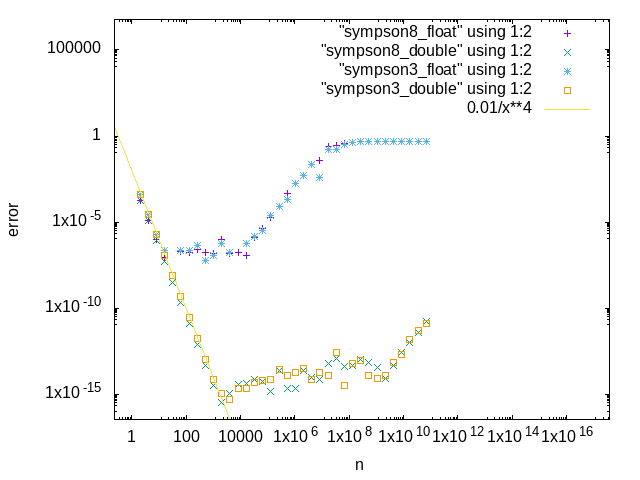 "sympson8_float" using 1:2
"sympson8_double" using 1:2
"sympson3_float" using 1:2
"sympson3_double" using 1:2
0.01/x**4
100000
1
1x10^-5
1x10^-10
1x10^-15
error
1 100 10000 1x10^6 1x10^8 1x10^10 1x10^12 1x10^14 1x10^16
n